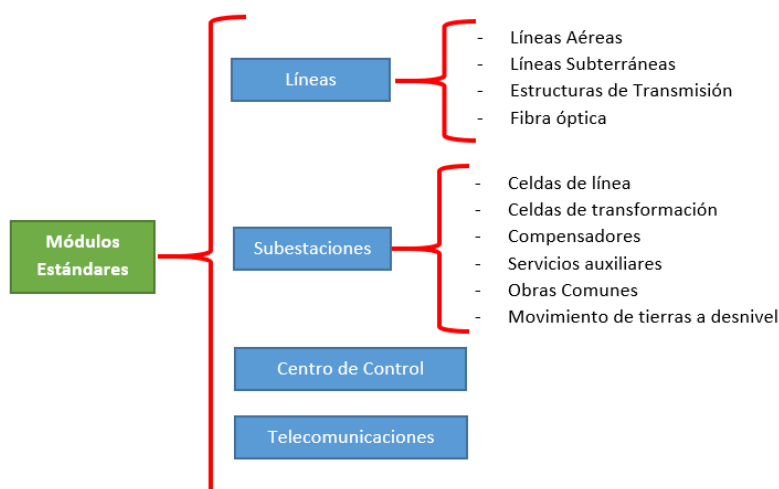 Módulos
Estándares
Líneas
- Líneas Aéreas
- Líneas Subterráneas
- Estructuras de Transmisión
- Fibra óptica
Subestaciones
- Celdas de línea
- Celdas de transformación
- Compensadores
- Servicios auxiliares
- Obras Comunes
- Movimiento de tierras a desnivel
Centro de Control
Telecomunicaciones